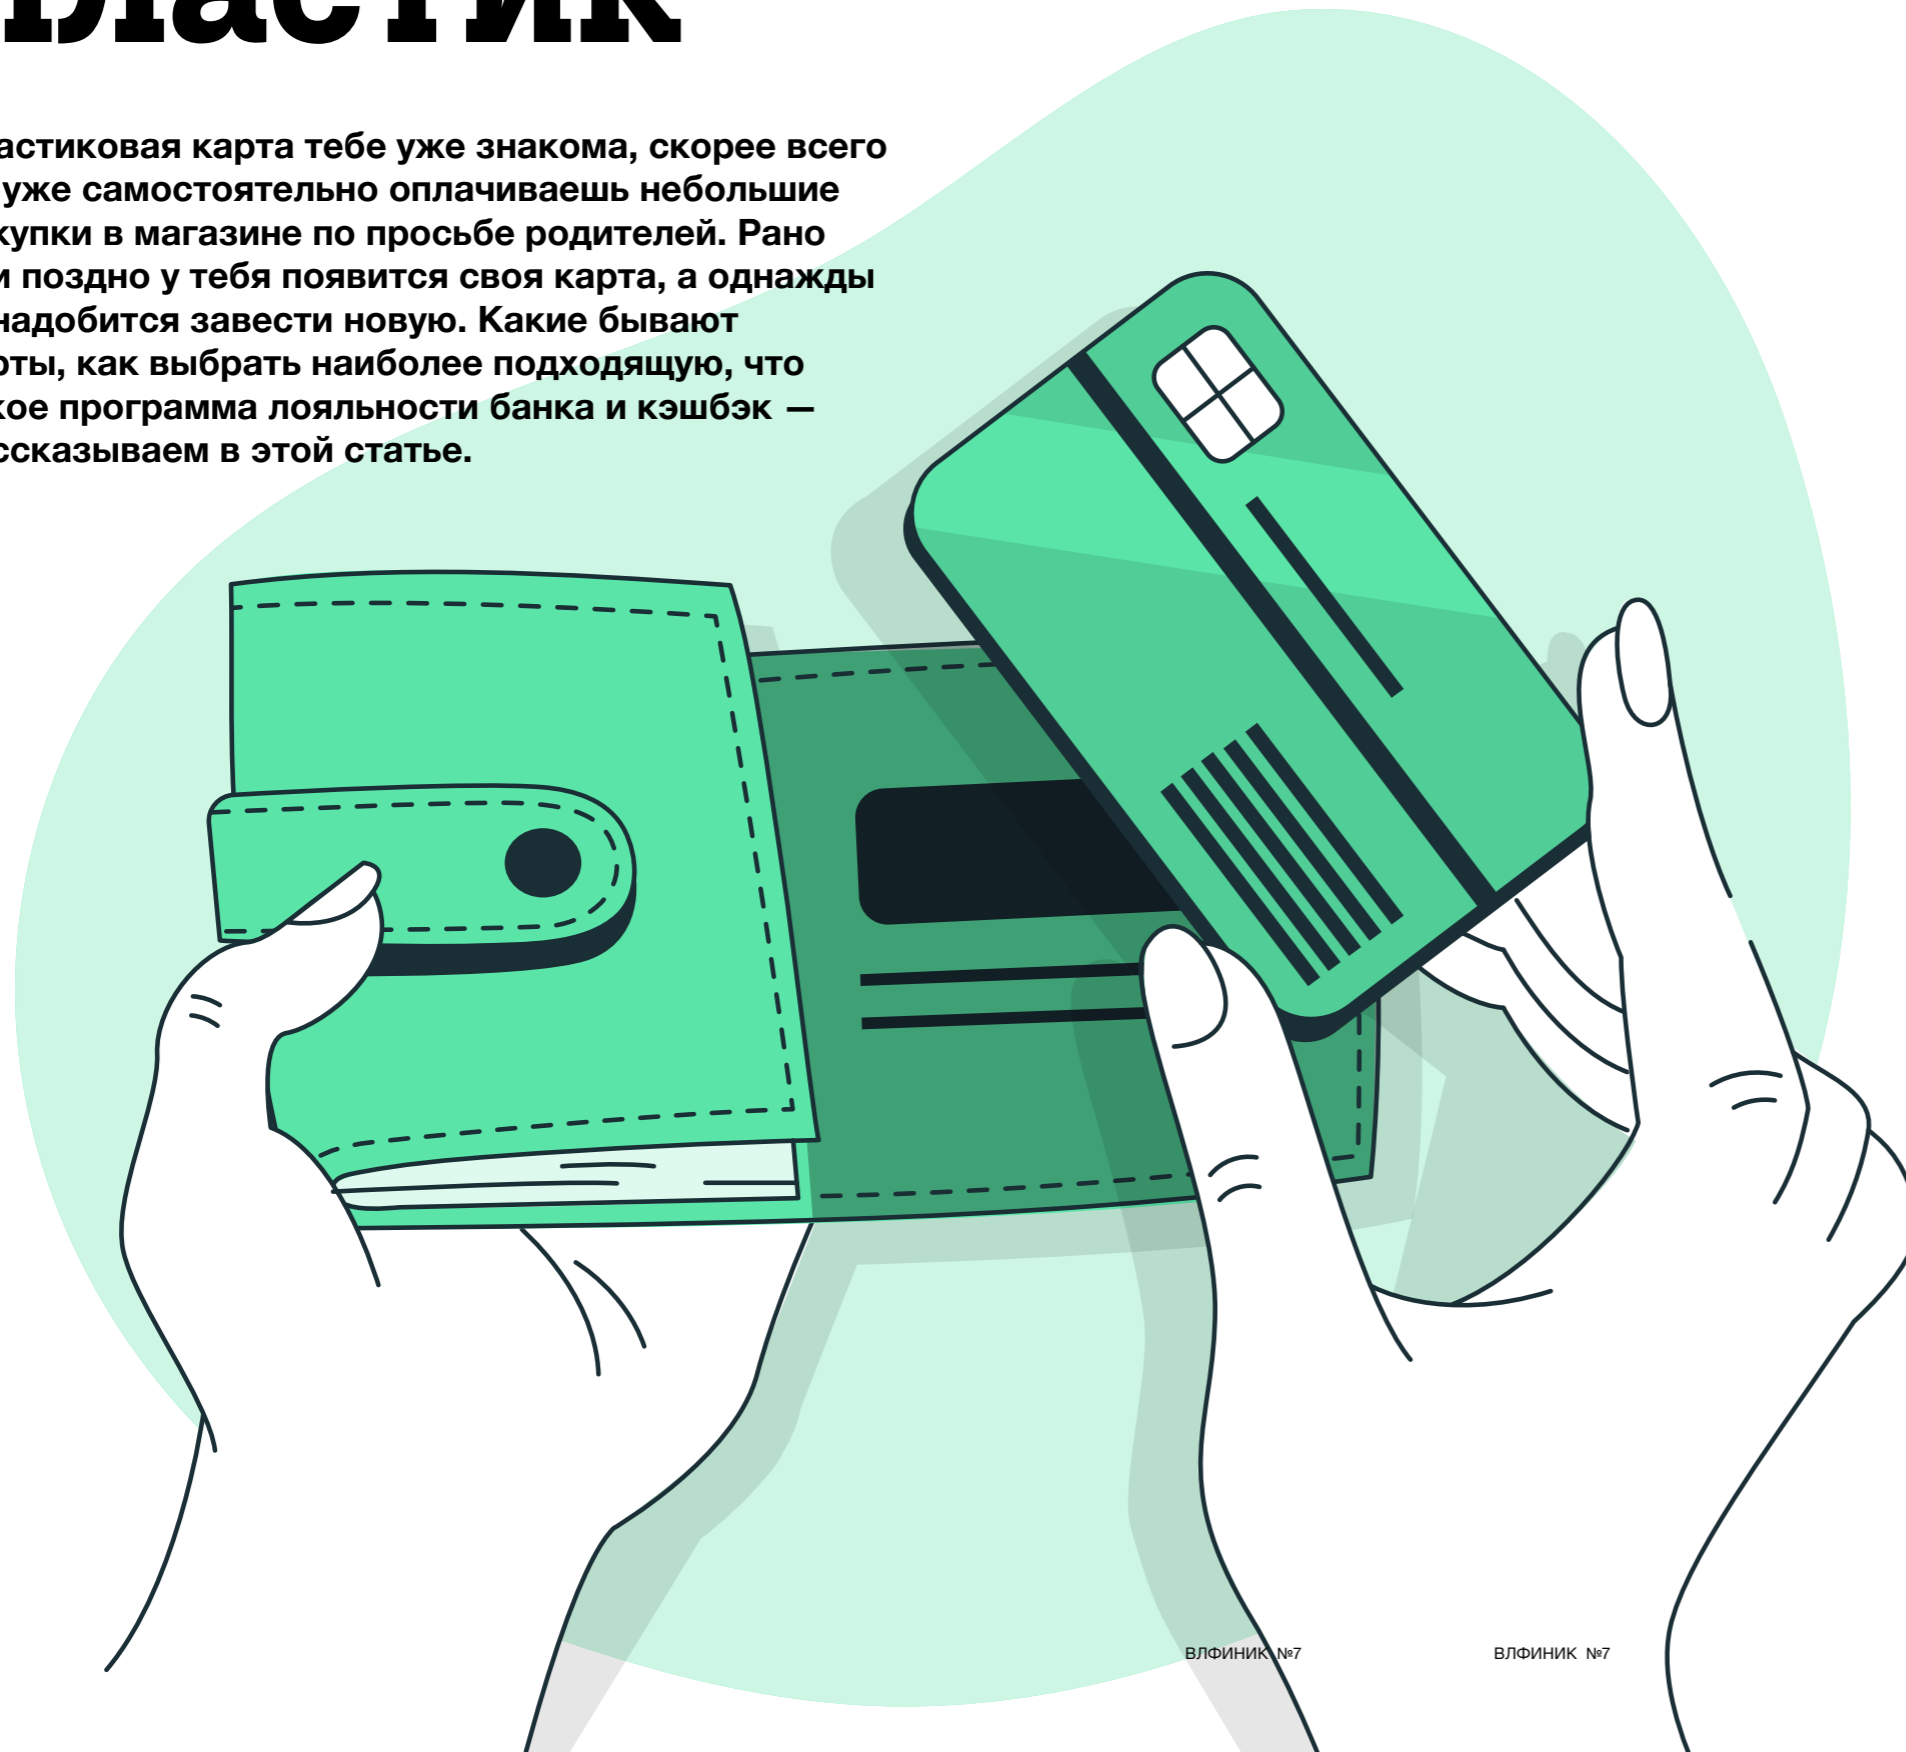 пластик
астиковая карта тебе уже знакома, скорее всего
уже самостоятельно оплачиваешь небольшие
купки в магазине по просьбе родителей. Рано
и поздно у тебя появится своя карта, а однажды
надобится завести новую. Какие бывают
рты, как выбрать наиболее подходящую, что
кое программа лояльности банка и кэшбэк —
ссказываем в этой статье.
ВЛФИНИК №7 ВЛФИНИК №7